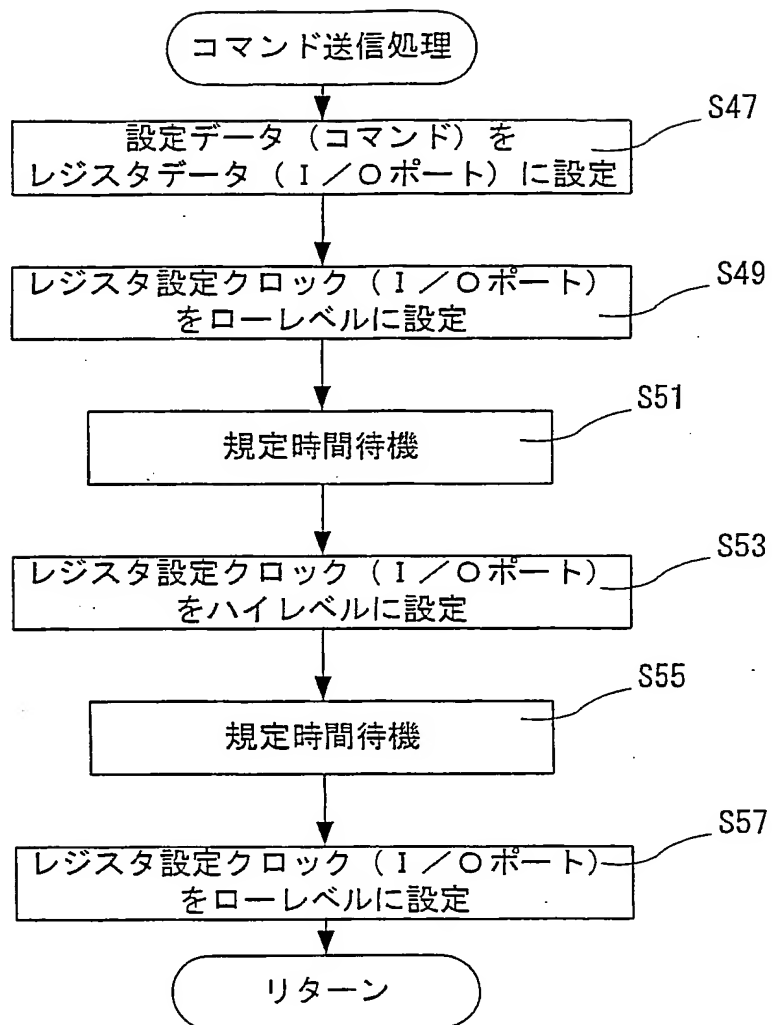 コマンド送信処理
S47
設定データ（コマンド）を
レジスタデータ（Ｉ／Ｏポート）に設定
S49
レジスタ設定クロック（Ｉ／Ｏポート）
をローレベルに設定
S51
規定時間待機
S53
レジスタ設定クロック（Ｉ／Ｏポート）
をハイレベルに設定
S55
規定時間待機
S57
レジスタ設定クロック（Ｉ／Ｏポート）
をローレベルに設定
リターン